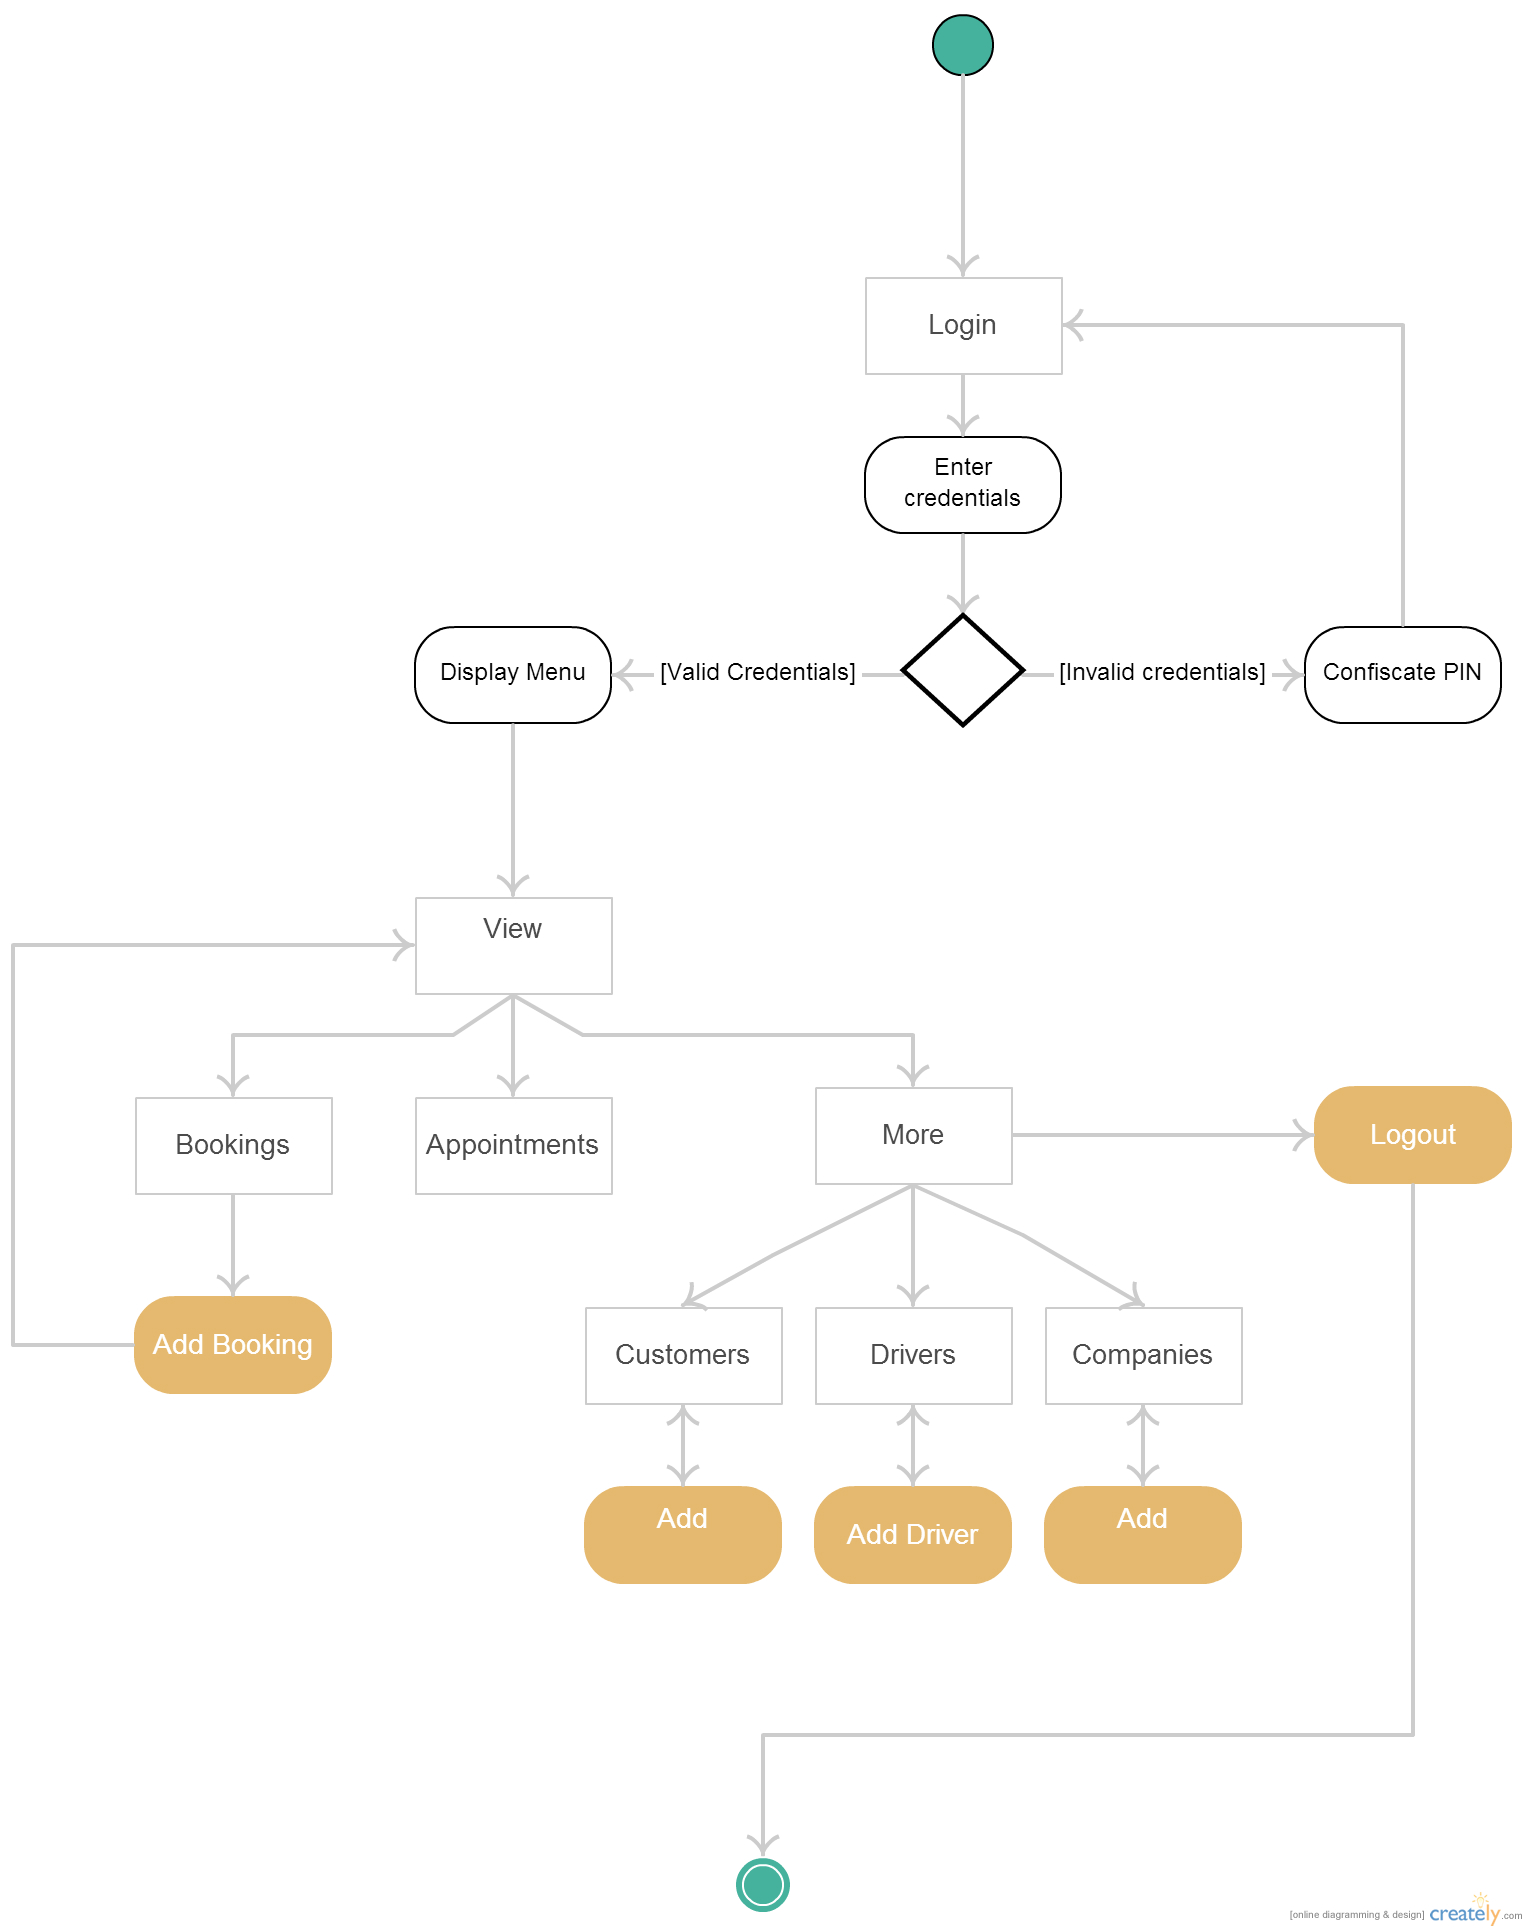 Login
Enter
credentials
Display Menu
[Valid Credentials]
[Invalid credentials]
Confiscate PIN
View
Bookings
Appointments
More
Logout
Add Booking
Customers
Drivers
Companies
Add
Add Driver
Add
[online diagramming & design] creately.com